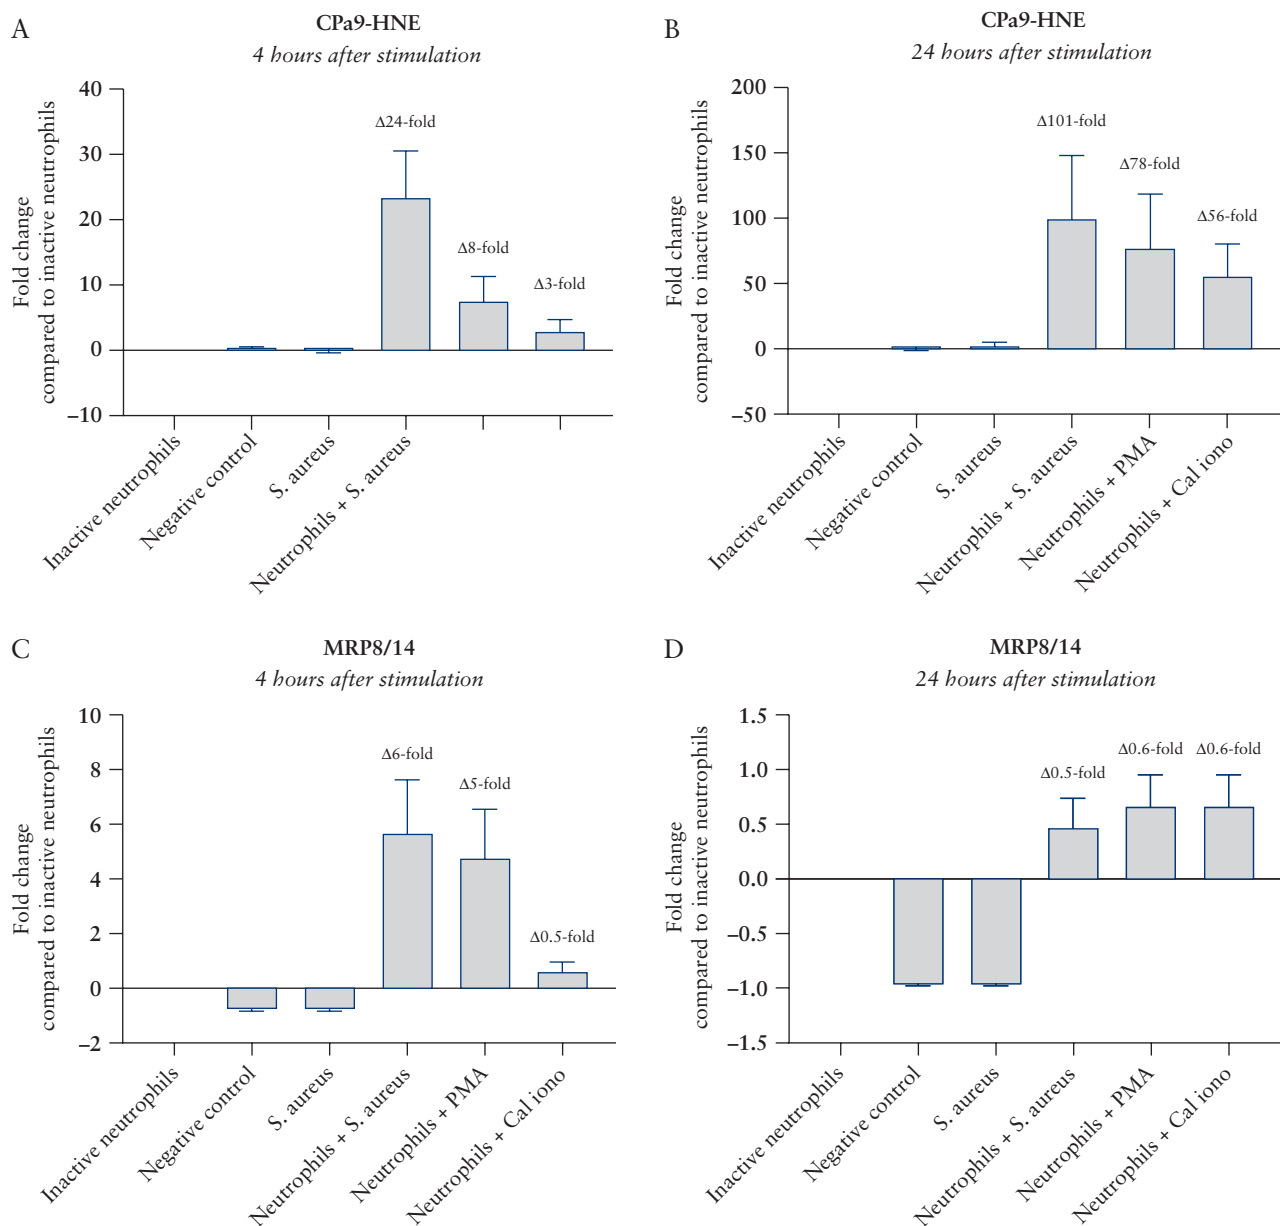 A
CPa9-HNE
4 hours after stimulation
Fold change
compared to inactive neutrophils
40
30
20
10
0
−10
Δ24-fold
Δ8-fold
Δ3-fold
Inactive neutrophils
Negative control
S. aureus
Neutrophils + S. aureus
B
CPa9-HNE
24 hours after stimulation
Fold change
compared to inactive neutrophils
200
150
100
50
0
−50
Δ101-fold
Δ78-fold
Δ56-fold
Inactive neutrophils
Negative control
S. aureus
Neutrophils + S. aureus
Neutrophils + PMA
Neutrophils + Cal iono
C
MRP8/14
4 hours after stimulation
Fold change
compared to inactive neutrophils
10
8
6
4
2
0
−2
Δ6-fold
Δ5-fold
Δ0.5-fold
Inactive neutrophils
Negative control
S. aureus
Neutrophils + S. aureus
Neutrophils + PMA
Neutrophils + Cal iono
D
MRP8/14
24 hours after stimulation
Fold change
compared to inactive neutrophils
1.5
1.0
0.5
0.0
−0.5
−1.0
−1.5
Δ0.5-fold
Δ0.6-fold
Δ0.6-fold
Inactive neutrophils
Negative control
S. aureus
Neutrophils + S. aureus
Neutrophils + PMA
Neutrophils + Cal iono